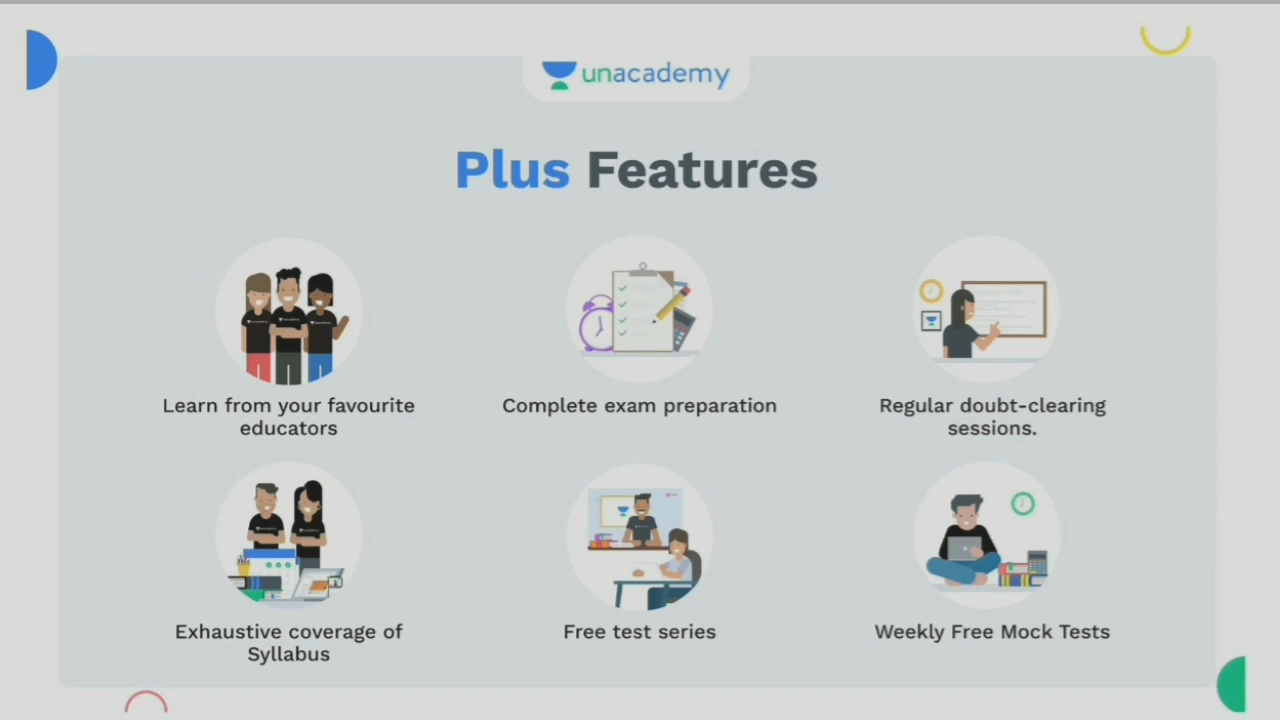 unacademy
Plus Features
Learn from your favourite
educators
Complete exam preparation
Regular doubt-clearing
sessions.
Exhaustive coverage of
Syllabus
Free test series
Weekly Free Mock Tests